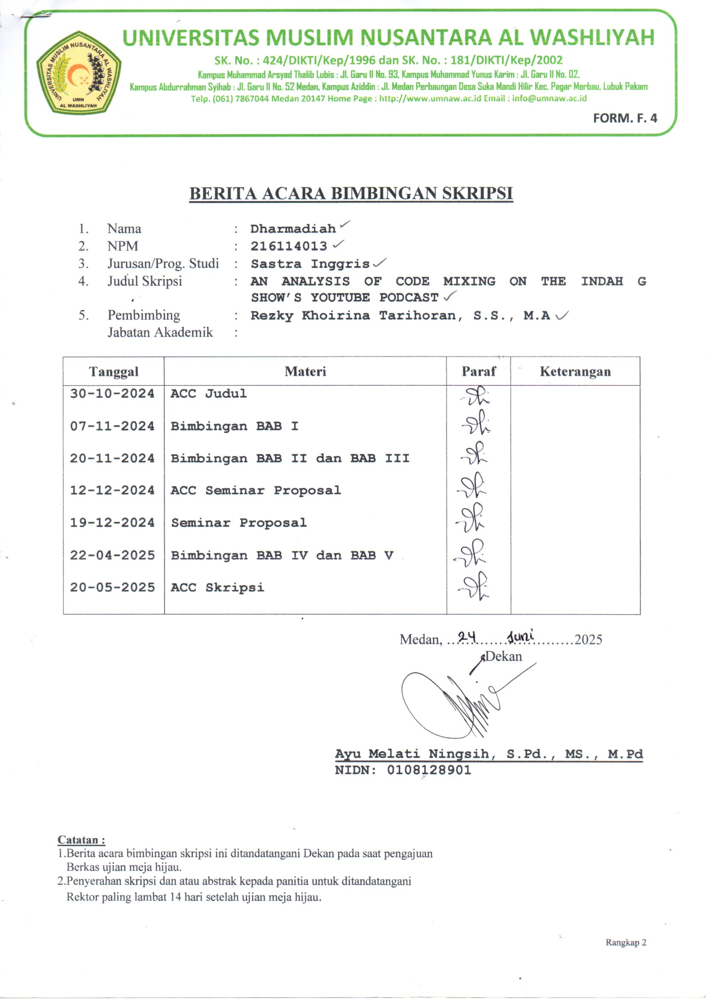 UNIVERSITAS MUSLIM NUSANTARA AL WASHLIYAH
UMN
AL WASHLIYAH
UNIVERSITAS MUSLIM NUSANTARA AL WASHLIYAH
SK. No. : 424/DIKTI/Kep/1996 dan SK. No. : 181/DIKTI/Kep/2002
Kampus Muhammad Arsyad Thalib Lubis : Jl. Garu II No. 93, Kampus Muhammad Yunus Karim : Jl. Garu II No. 02,
Kampus Abdurrahman Syihab : Jl. Garu II No. 52 Medan, Kampus Aziddin : Jl. Medan Perbaungan Desa Suka Mandi Hilir Kec. Pagar Merbau, Lubuk Pakam
Telp. (061) 7867044 Medan 20147 Home Page : http://www.umnaw.ac.id Email : info@umnaw.ac.id
FORM. F. 4
BERITA ACARA BIMBINGAN SKRIPSI
1. Nama : Dharmadiah
2. NPM : 216114013
3. Jurusan/Prog. Studi : Sastra Inggris
4. Judul Skripsi : AN ANALYSIS OF CODE MIXING ON THE INDAH G
SHOW'S YOUTUBE PODCAST
5. Pembimbing : Rezky Khoirina Tarihoran, S.S., M.A
Jabatan Akademik :
Tanggal Materi Paraf Keterangan
30-10-2024 ACC Judul
07-11-2024 Bimbingan BAB I
20-11-2024 Bimbingan BAB II dan BAB III
12-12-2024 ACC Seminar Proposal
19-12-2024 Seminar Proposal
22-04-2025 Bimbingan BAB IV dan BAB V
20-05-2025 ACC Skripsi
Medan, ...24......Juni.........2025
Dekan
Ayu Melati Ningsih, S.Pd., MS., M.Pd
NIDN: 0108128901
Catatan :
1.Berita acara bimbingan skripsi ini ditandatangani Dekan pada saat pengajuan
Berkas ujian meja hijau.
2.Penyerahan skripsi dan atau abstrak kepada panitia untuk ditandatangani
Rektor paling lambat 14 hari setelah ujian meja hijau.
Rangkap 2